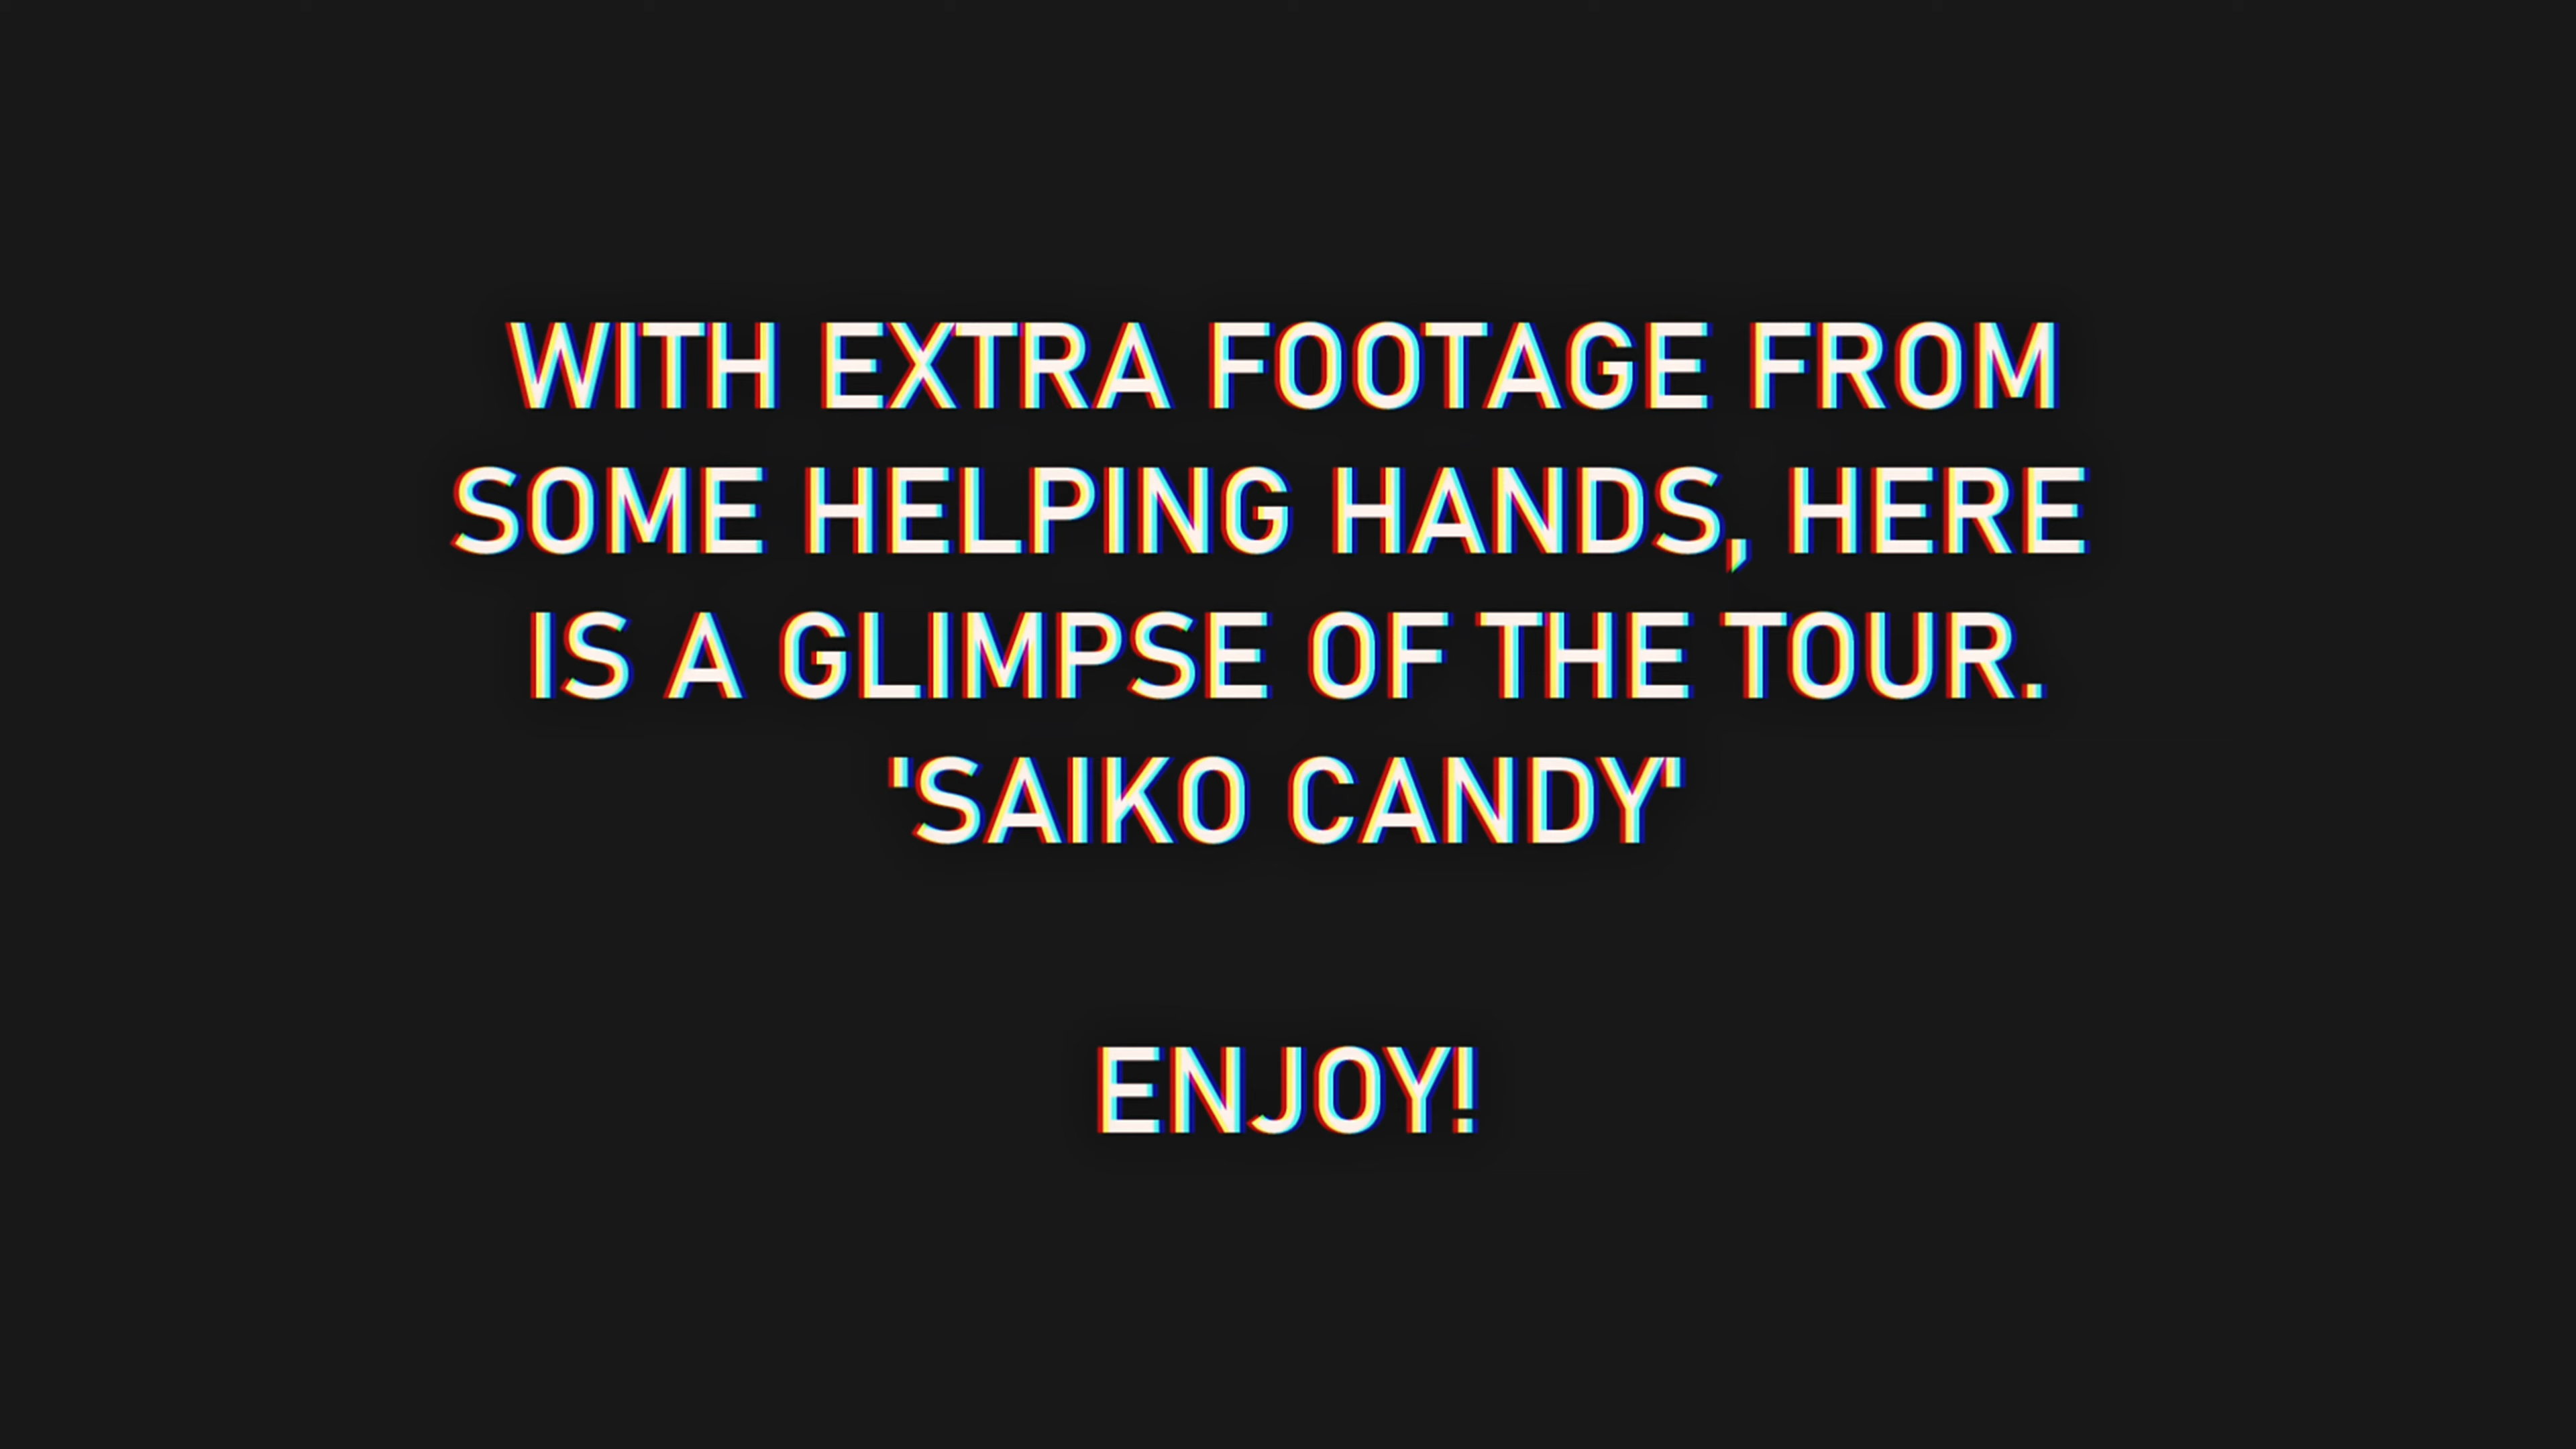 WITH EXTRA FOOTAGE FROM
SOME HELPING HANDS, HERE
IS A GLIMPSE OF THE TOUR.
'SAIKO CANDY'
ENJOY!